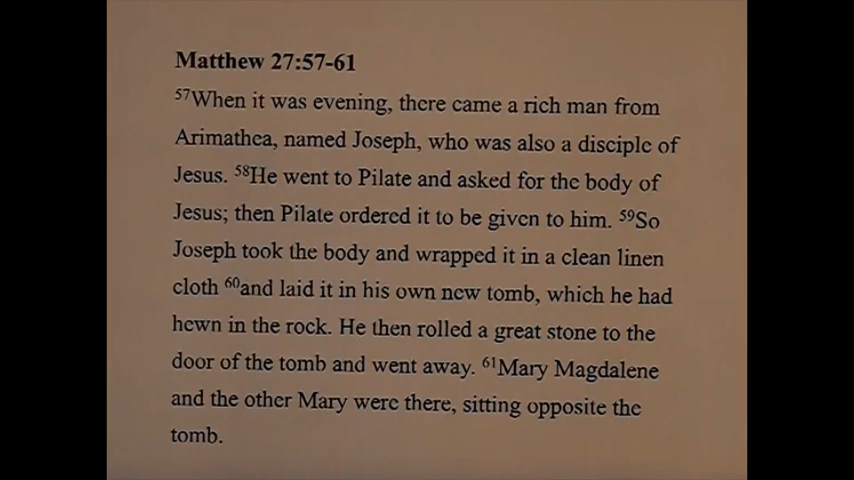 Matthew 27:57-61
⁵⁷When it was evening, there came a rich man from
Arimathea, named Joseph, who was also a disciple of
Jesus. ⁵⁸He went to Pilate and asked for the body of
Jesus; then Pilate ordered it to be given to him. ⁵⁹So
Joseph took the body and wrapped it in a clean linen
cloth ⁶⁰and laid it in his own new tomb, which he had
hewn in the rock. He then rolled a great stone to the
door of the tomb and went away. ⁶¹Mary Magdalene
and the other Mary were there, sitting opposite the
tomb.